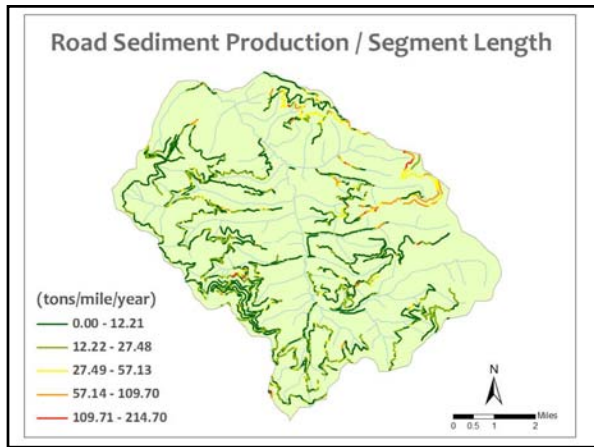 Road Sediment Production / Segment Length
(tons/mile/year)
0.00 - 12.21
12.22 - 27.48
27.49 - 57.13
57.14 - 109.70
109.71 - 214.70
N
Miles
0 0.5 1 2